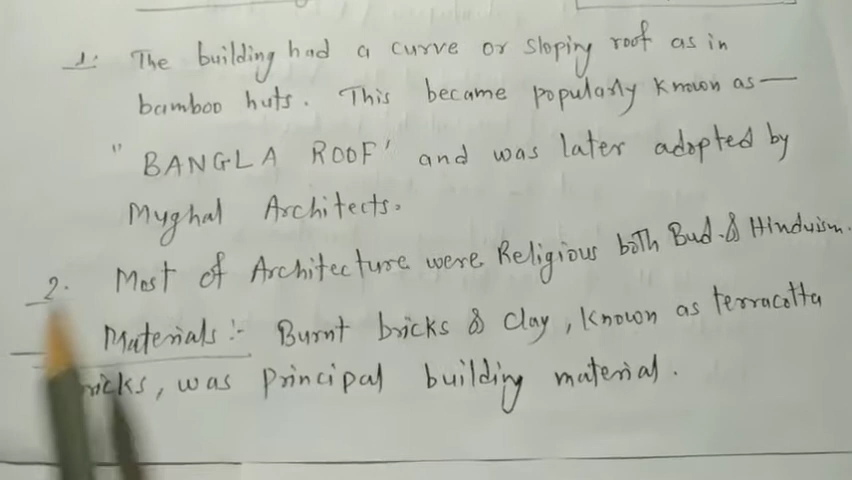 1. The building had a curve or sloping roof as in
bamboo huts. This became popularly known as—
"BANGLA ROOF' and was later adopted by
Myghal Architects.
2. Most of Architecture were Religious both Bud. & Hinduism.
Materials :- Burnt bricks & clay, known as terracotta
ricks, was principal building material.